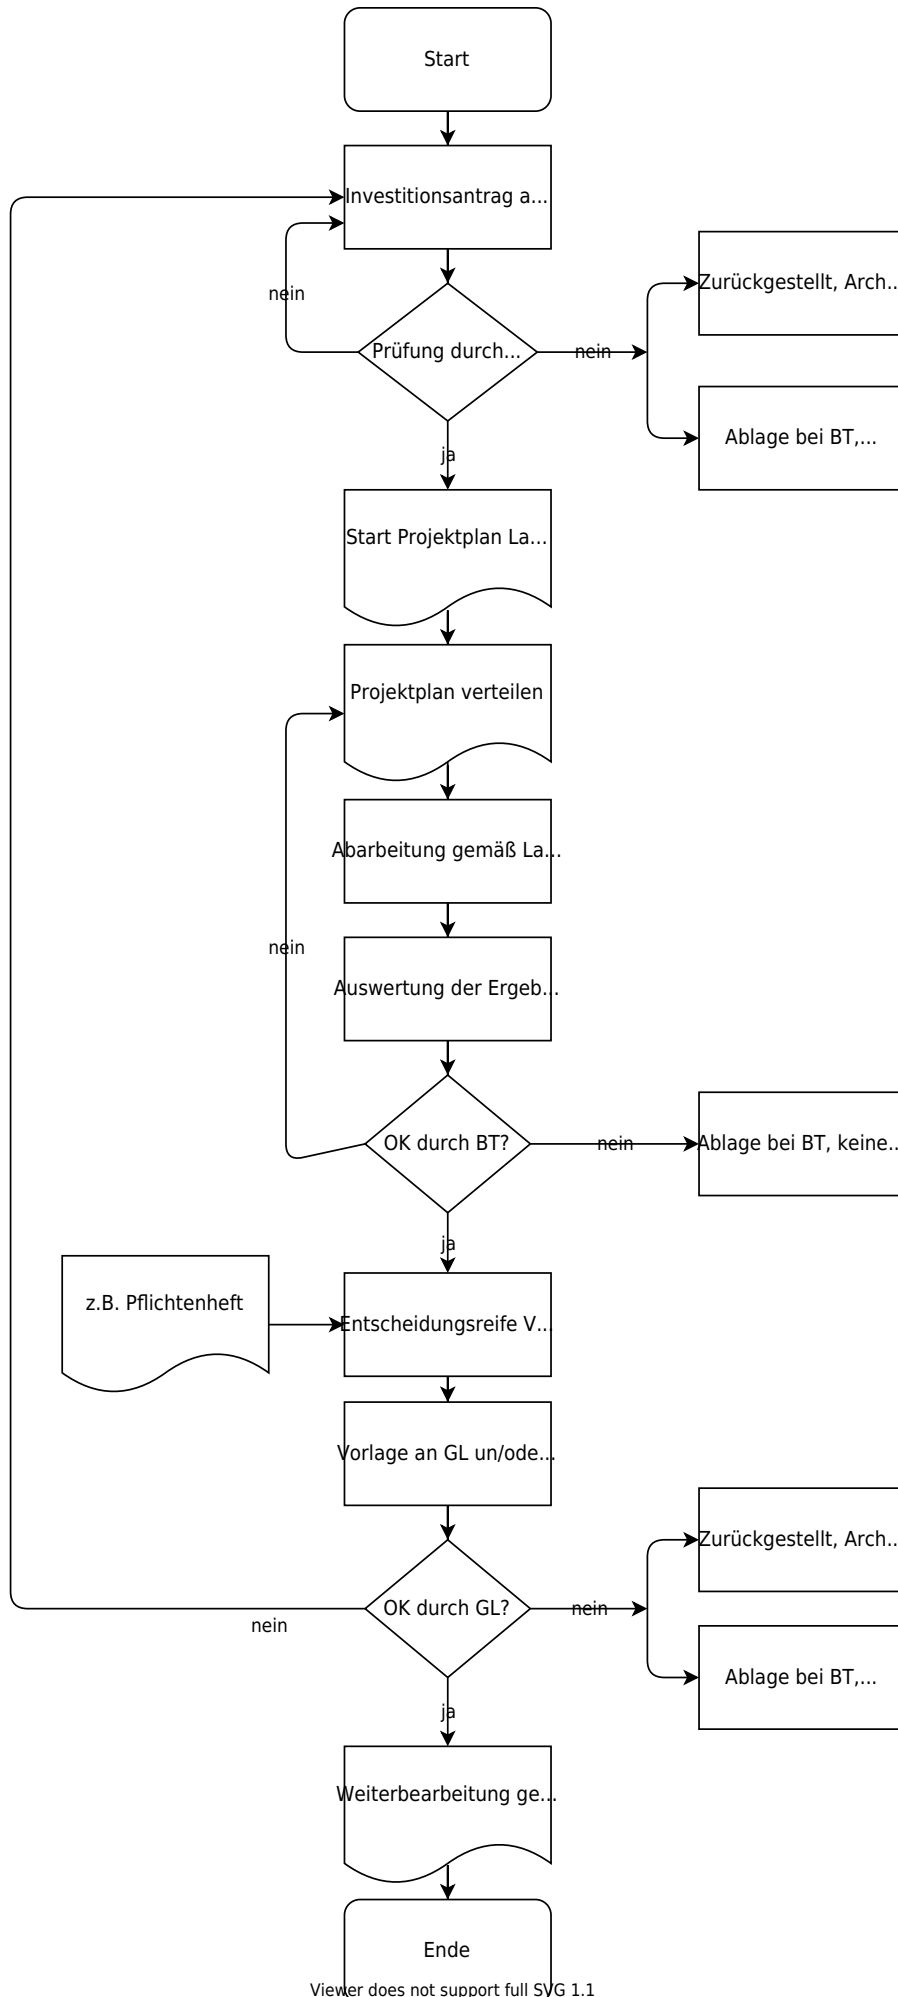 Start
Investitionsantrag a...
nein
Zurückgestellt, Arch...
Prüfung durch...
nein
Ablage bei BT,...
ja
Start Projektplan La...
Projektplan verteilen
Abarbeitung gemäß La...
nein
Auswertung der Ergeb...
OK durch BT?
nein
Ablage bei BT, keine...
ja
z.B. Pflichtenheft
Entscheidungsreife V...
Vorlage an GL un/ode...
Zurückgestellt, Arch...
OK durch GL?
nein
nein
Ablage bei BT,...
ja
Weiterbearbeitung ge...
Ende
Viewer does not support full SVG 1.1